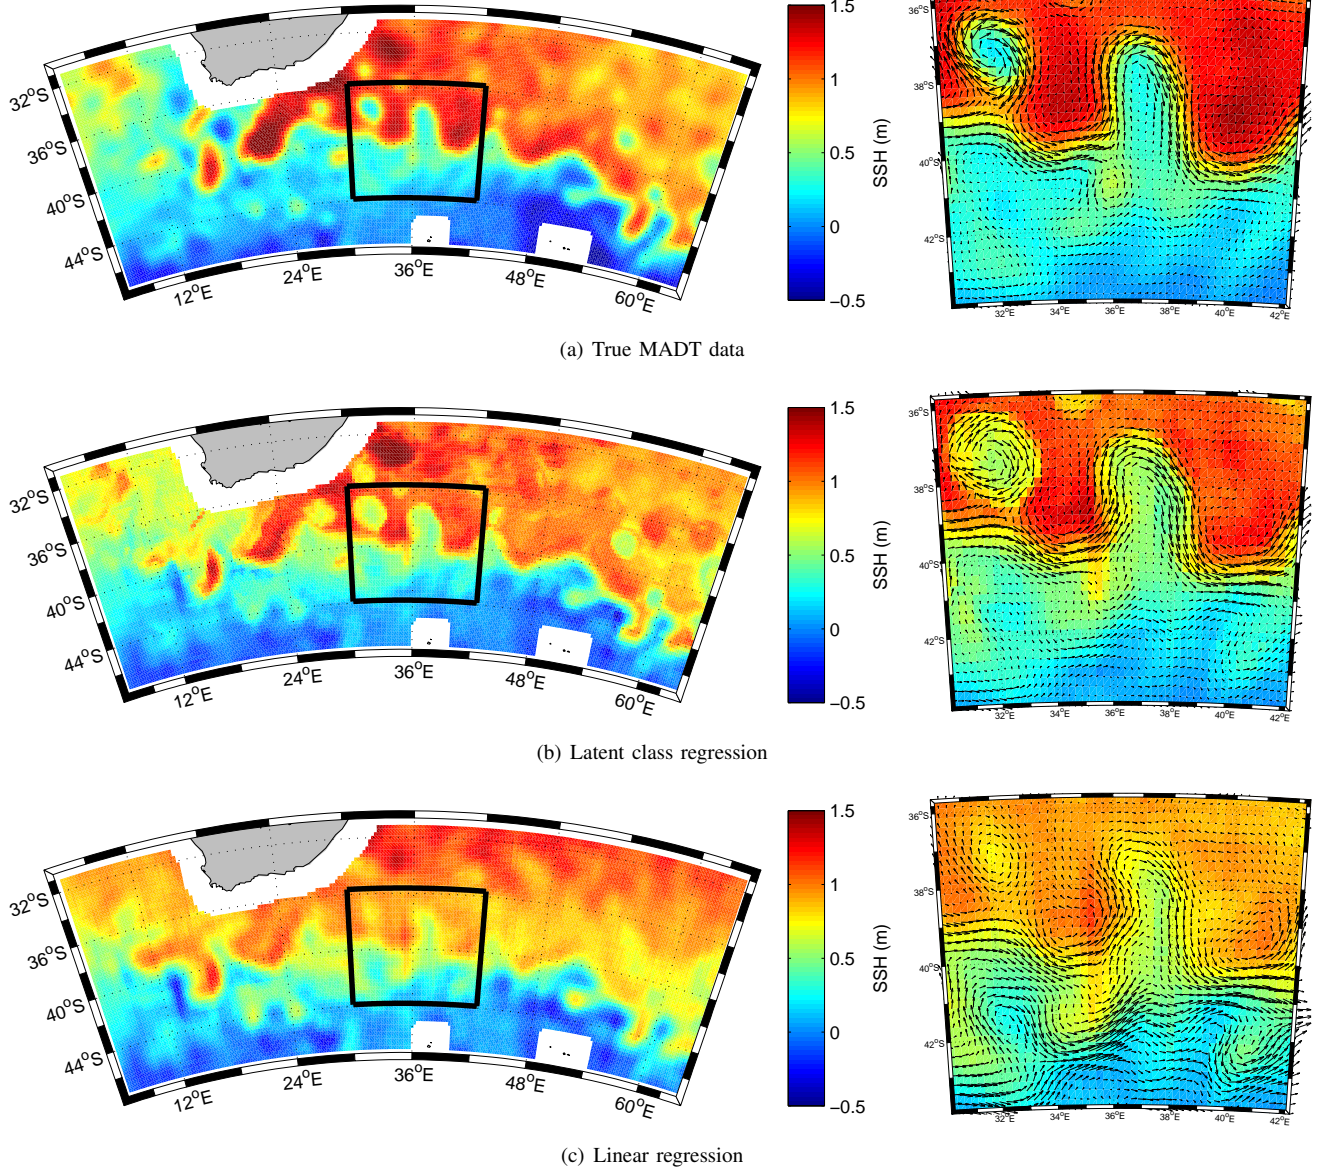 32°S
36°S
40°S
44°S
12°E
24°E
36°E
48°E
60°E
1.5
1
0.5
0
−0.5
SSH (m)
36°S
38°S
40°S
42°S
32°E
34°E
36°E
38°E
40°E
42°E
(a) True MADT data
32°S
36°S
40°S
44°S
12°E
24°E
36°E
48°E
60°E
1.5
1
0.5
0
−0.5
SSH (m)
36°S
38°S
40°S
42°S
32°E
34°E
36°E
38°E
40°E
42°E
(b) Latent class regression
32°S
36°S
40°S
44°S
12°E
24°E
36°E
48°E
60°E
1.5
1
0.5
0
−0.5
SSH (m)
36°S
38°S
40°S
42°S
32°E
34°E
36°E
38°E
40°E
42°E
(c) Linear regression